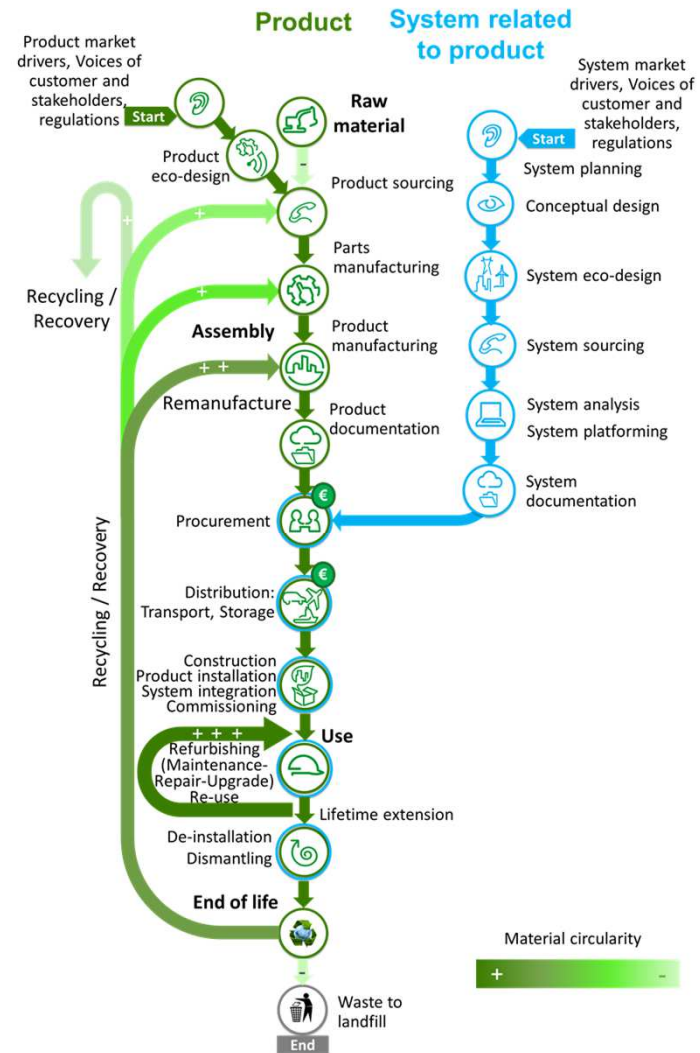 Product
System related
to product
Product market
drivers, Voices of
customer and
stakeholders,
regulations
Start
Raw
material
System market
drivers, Voices of
customer and
stakeholders,
regulations
Start
Product
eco-design
-
Product sourcing
System planning
Conceptual design
+
+
Parts
manufacturing
System eco-design
Recycling /
Recovery
+
Assembly
Product
manufacturing
System sourcing
+ +
Remanufacture
Product
documentation
System analysis
System platforming
System
documentation
€
Procurement
€
Distribution:
Transport, Storage
Recycling / Recovery
Construction
Product installation
System integration
Commissioning
+ + +
Use
Refurbishing
(Maintenance-
Repair-Upgrade)
Re-use
Lifetime extension
De-installation
Dismantling
End of life
Material circularity
+
-
-
Waste to
landfill
End